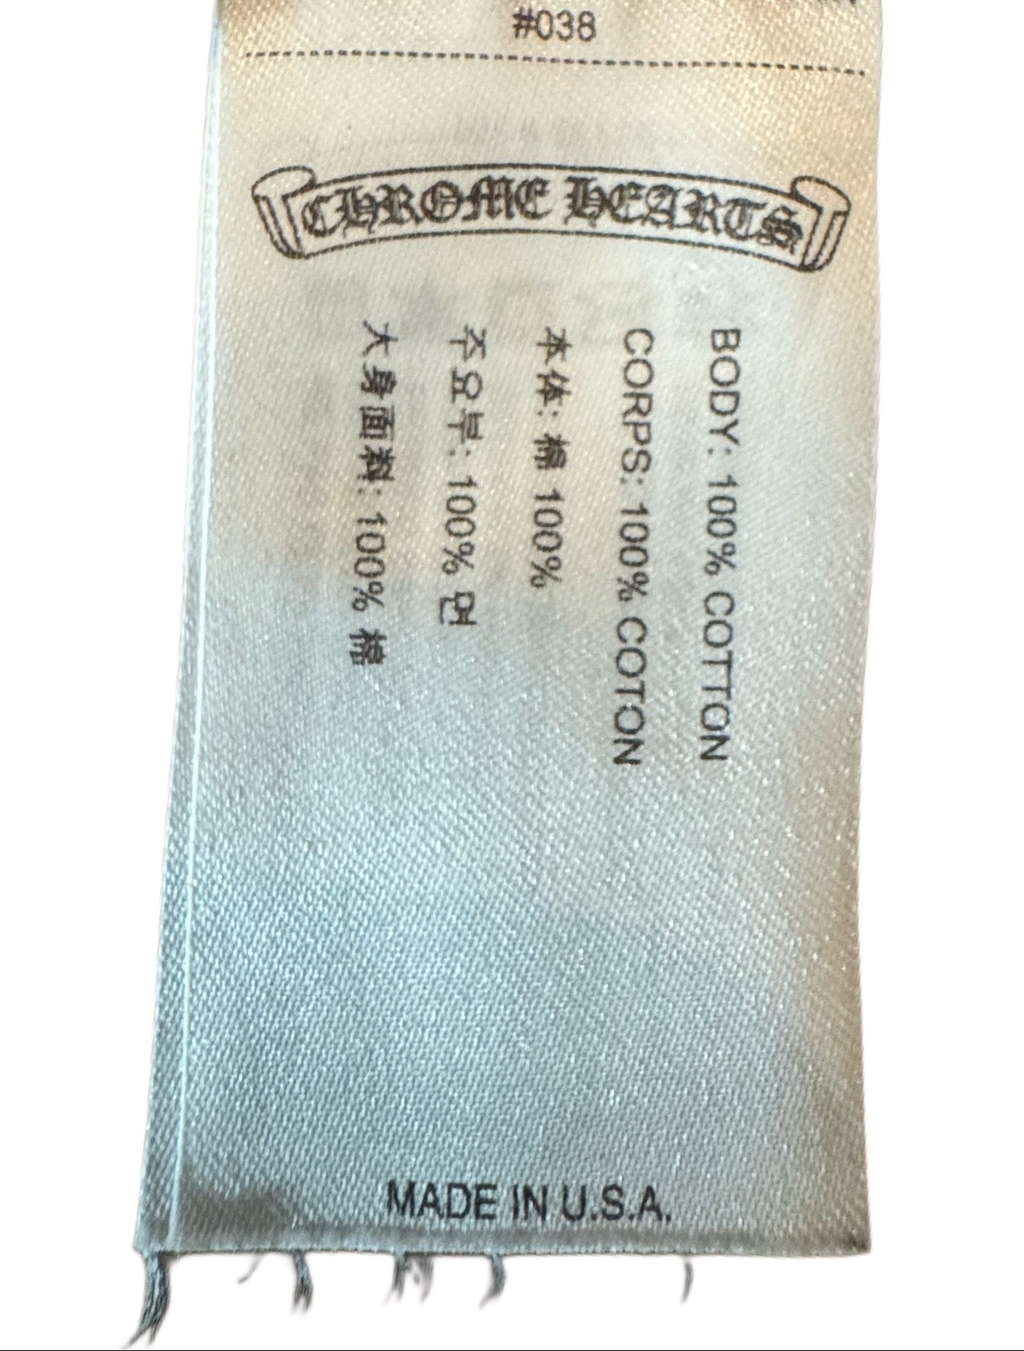 #038
CHROME HEARTS
BODY: 100% COTTON
CORPS: 100% COTON
本体: 棉 100%
주요부: 100% 면
大身面料: 100% 棉
MADE IN U.S.A.